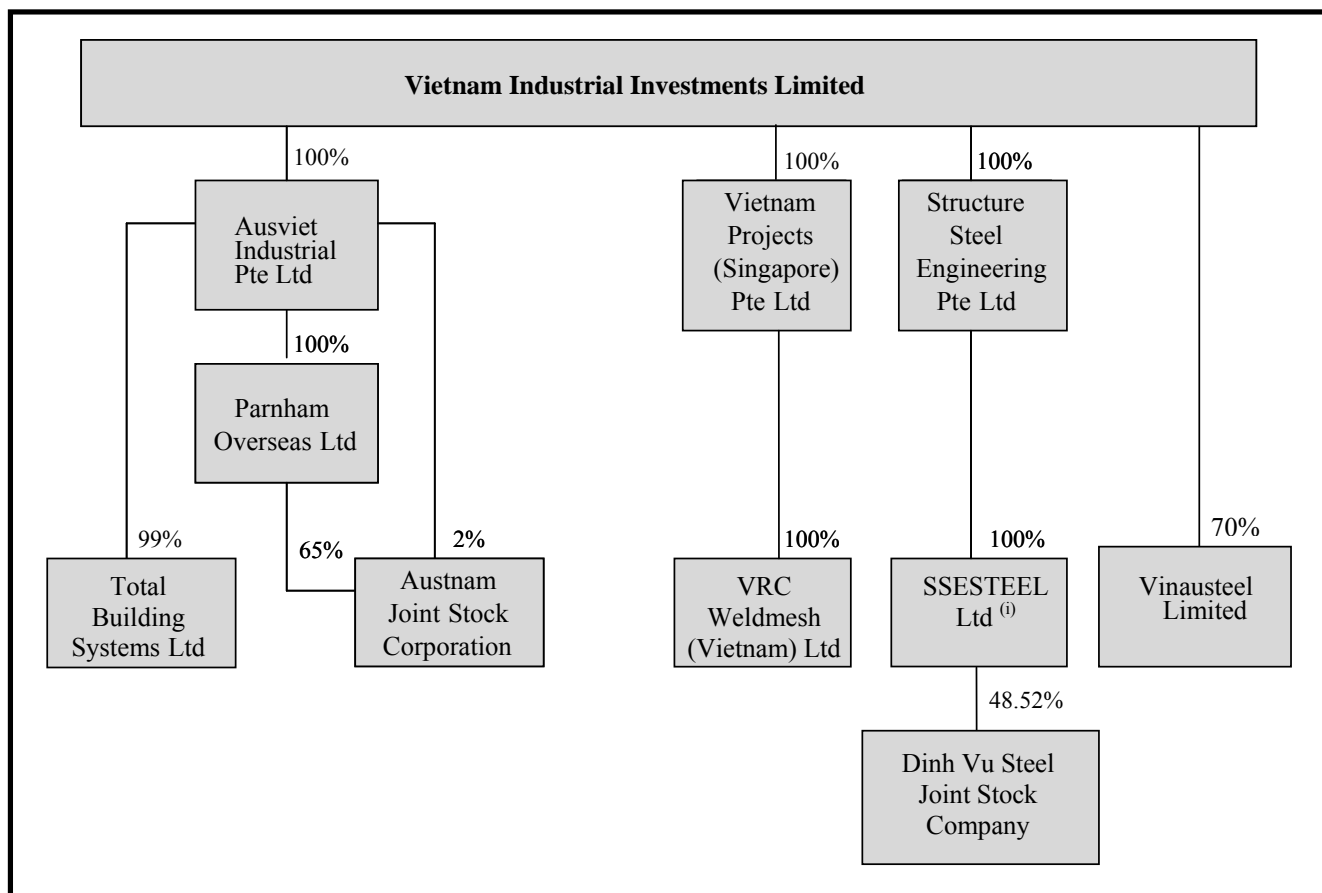 Vietnam Industrial Investments Limited
100%
100%
100%
Ausviet
Industrial
Pte Ltd
Vietnam
Projects
(Singapore)
Pte Ltd
Structure
Steel
Engineering
Pte Ltd
100%
Parnham
Overseas Ltd
99%
65%
2%
100%
100%
70%
Total
Building
Systems Ltd
Austnam
Joint Stock
Corporation
VRC
Weldmesh
(Vietnam) Ltd
SSESTEEL
Ltd (i)
Vinausteel
Limited
48.52%
Dinh Vu Steel
Joint Stock
Company